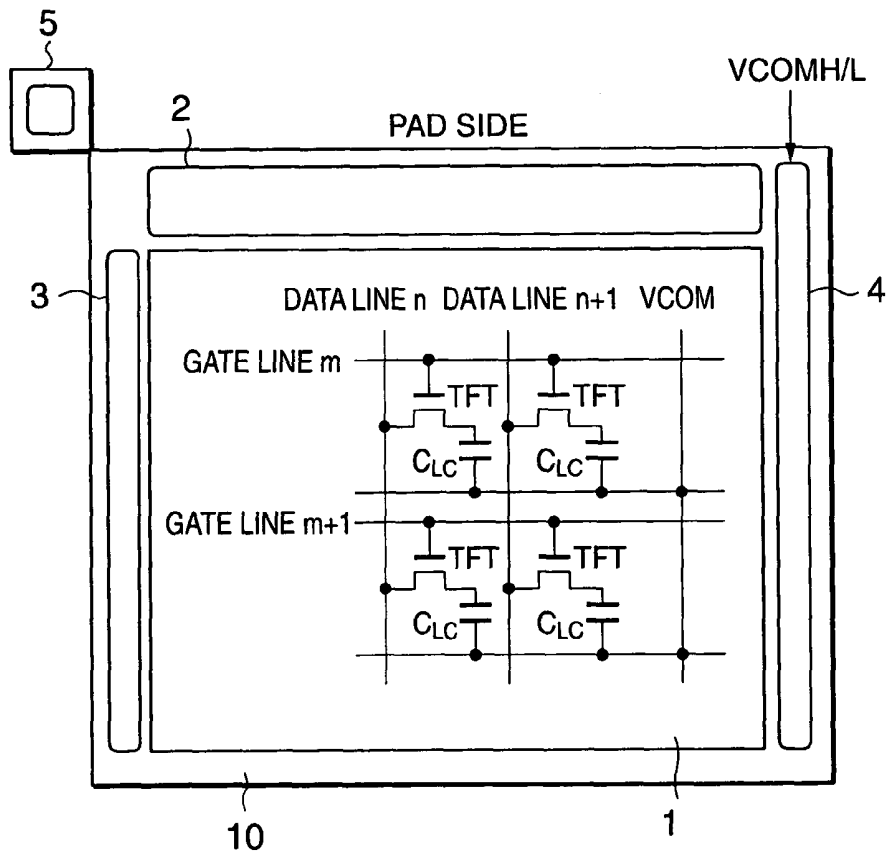 5
VCOMH/L
2
PAD SIDE
3
4
DATA LINE n DATA LINE n+1 VCOM
GATE LINE m
TFT TFT
CLC CLC
GATE LINE m+1
TFT TFT
CLC CLC
10
1